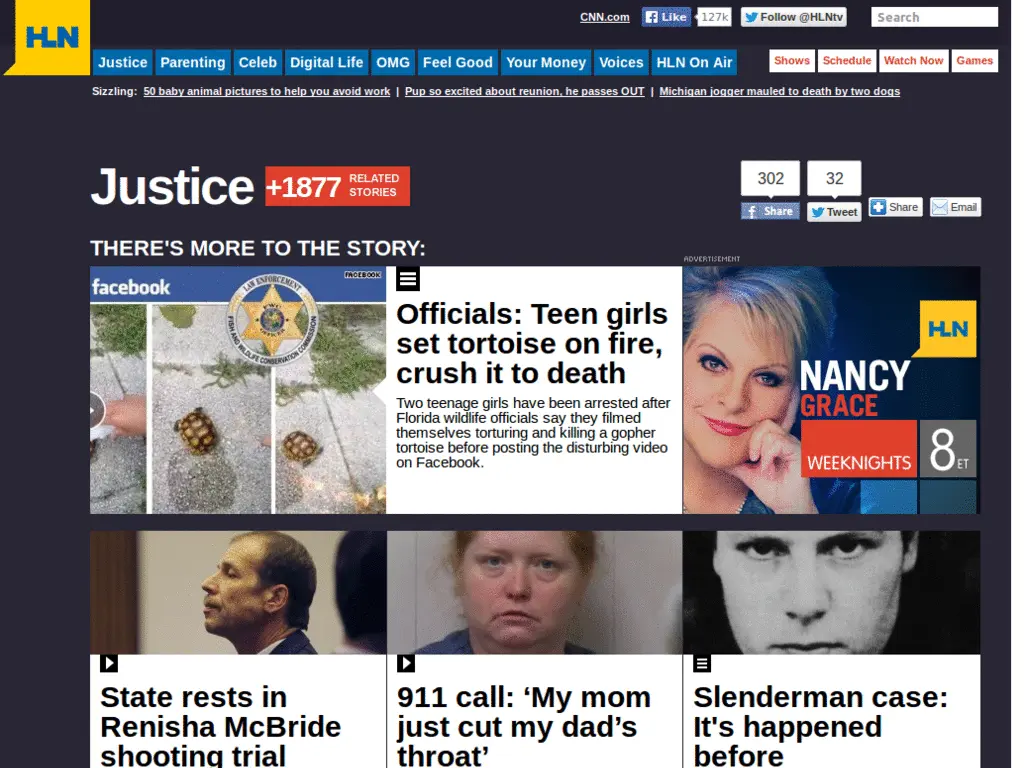 CNN.com
Like
127k
Follow @HLNtv
Search
HLN
Justice
Parenting
Celeb
Digital Life
OMG
Feel Good
Your Money
Voices
HLN On Air
Shows
Schedule
Watch Now
Games
Sizzling: 50 baby animal pictures to help you avoid work | Pup so excited about reunion, he passes OUT | Michigan jogger mauled to death by two dogs
Justice
+1877 RELATED
STORIES
302
32
Share
Tweet
Share
Email
THERE'S MORE TO THE STORY:
ADVERTISEMENT
facebook
FACEBOOK
LAW ENFORCEMENT
FISH AND WILDLIFE CONSERVATION COMMISSION
Officials: Teen girls
set tortoise on fire,
crush it to death
Two teenage girls have been arrested after
Florida wildlife officials say they filmed
themselves torturing and killing a gopher
tortoise before posting the disturbing video
on Facebook.
HLN
NANCY
GRACE
WEEKNIGHTS
8 ET
State rests in
Renisha McBride
shooting trial
911 call: ‘My mom
just cut my dad’s
throat’
Slenderman case:
It's happened
before